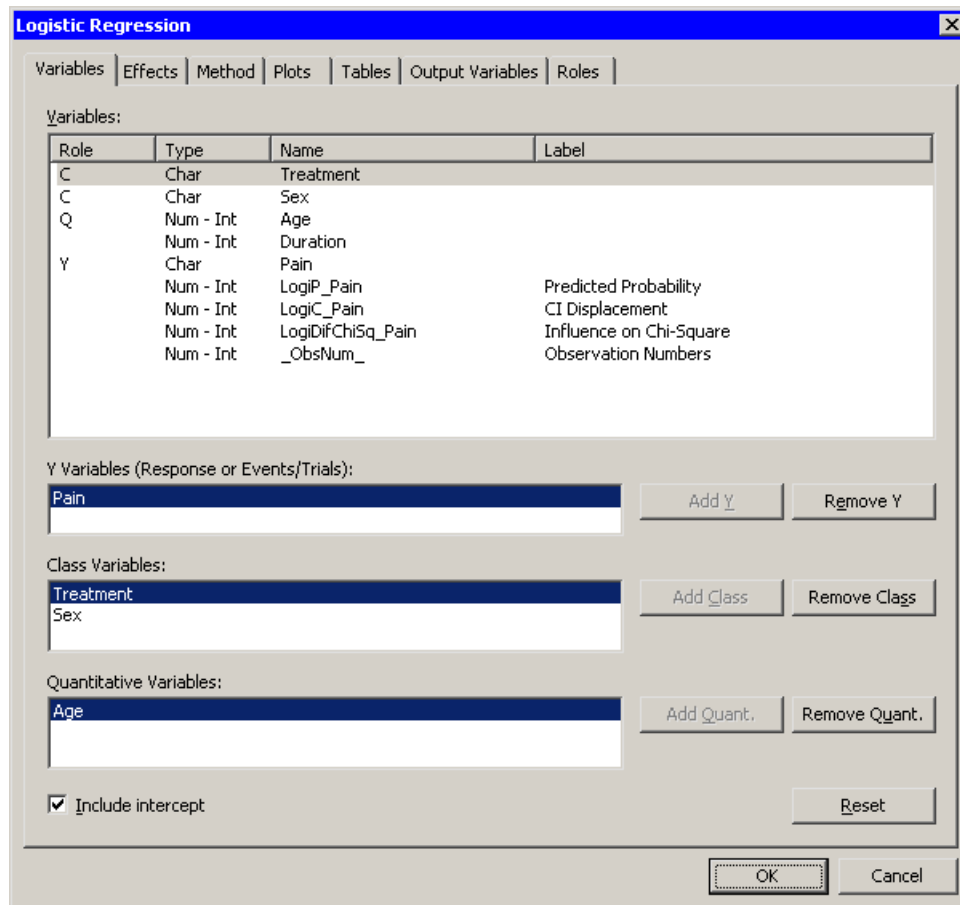 Logistic Regression
Variables Effects Method Plots Tables Output Variables Roles
Variables:
Role Type Name Label
C Char Treatment
C Char Sex
Q Num - Int Age
Num - Int Duration
Y Char Pain
Num - Int LogiP_Pain Predicted Probability
Num - Int LogiC_Pain CI Displacement
Num - Int LogiDifChiSq_Pain Influence on Chi-Square
Num - Int _ObsNum_ Observation Numbers
Y Variables (Response or Events/Trials):
Pain
Add Y Remove Y
Class Variables:
Treatment
Sex
Add Class Remove Class
Quantitative Variables:
Age
Add Quant. Remove Quant.
Include intercept
Reset
OK Cancel